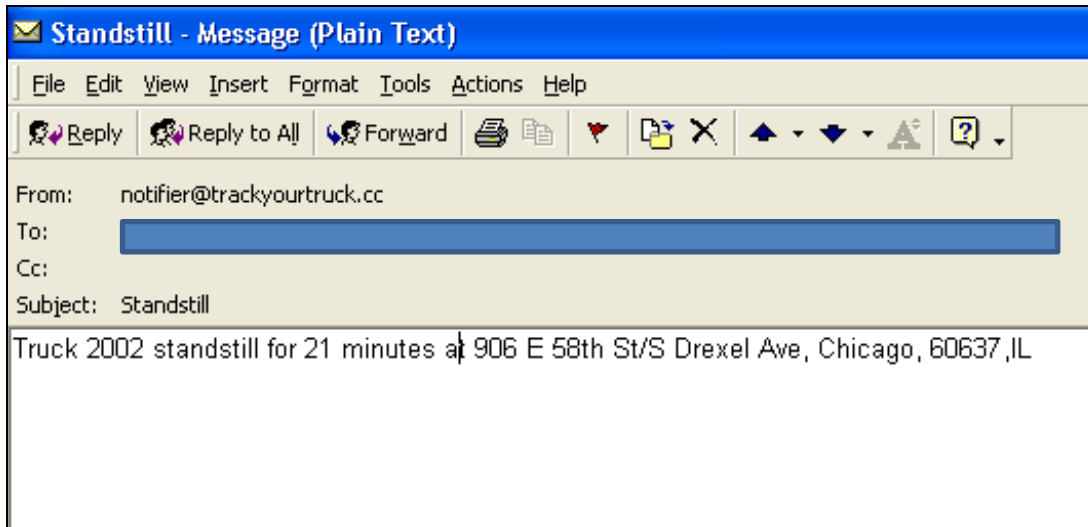 Standstill - Message (Plain Text)
File Edit View Insert Format Tools Actions Help
Reply Reply to All Forward
From: notifier@trackyourtruck.cc
To:
Cc:
Subject: Standstill
Truck 2002 standstill for 21 minutes at 906 E 58th St/S Drexel Ave, Chicago, 60637,IL